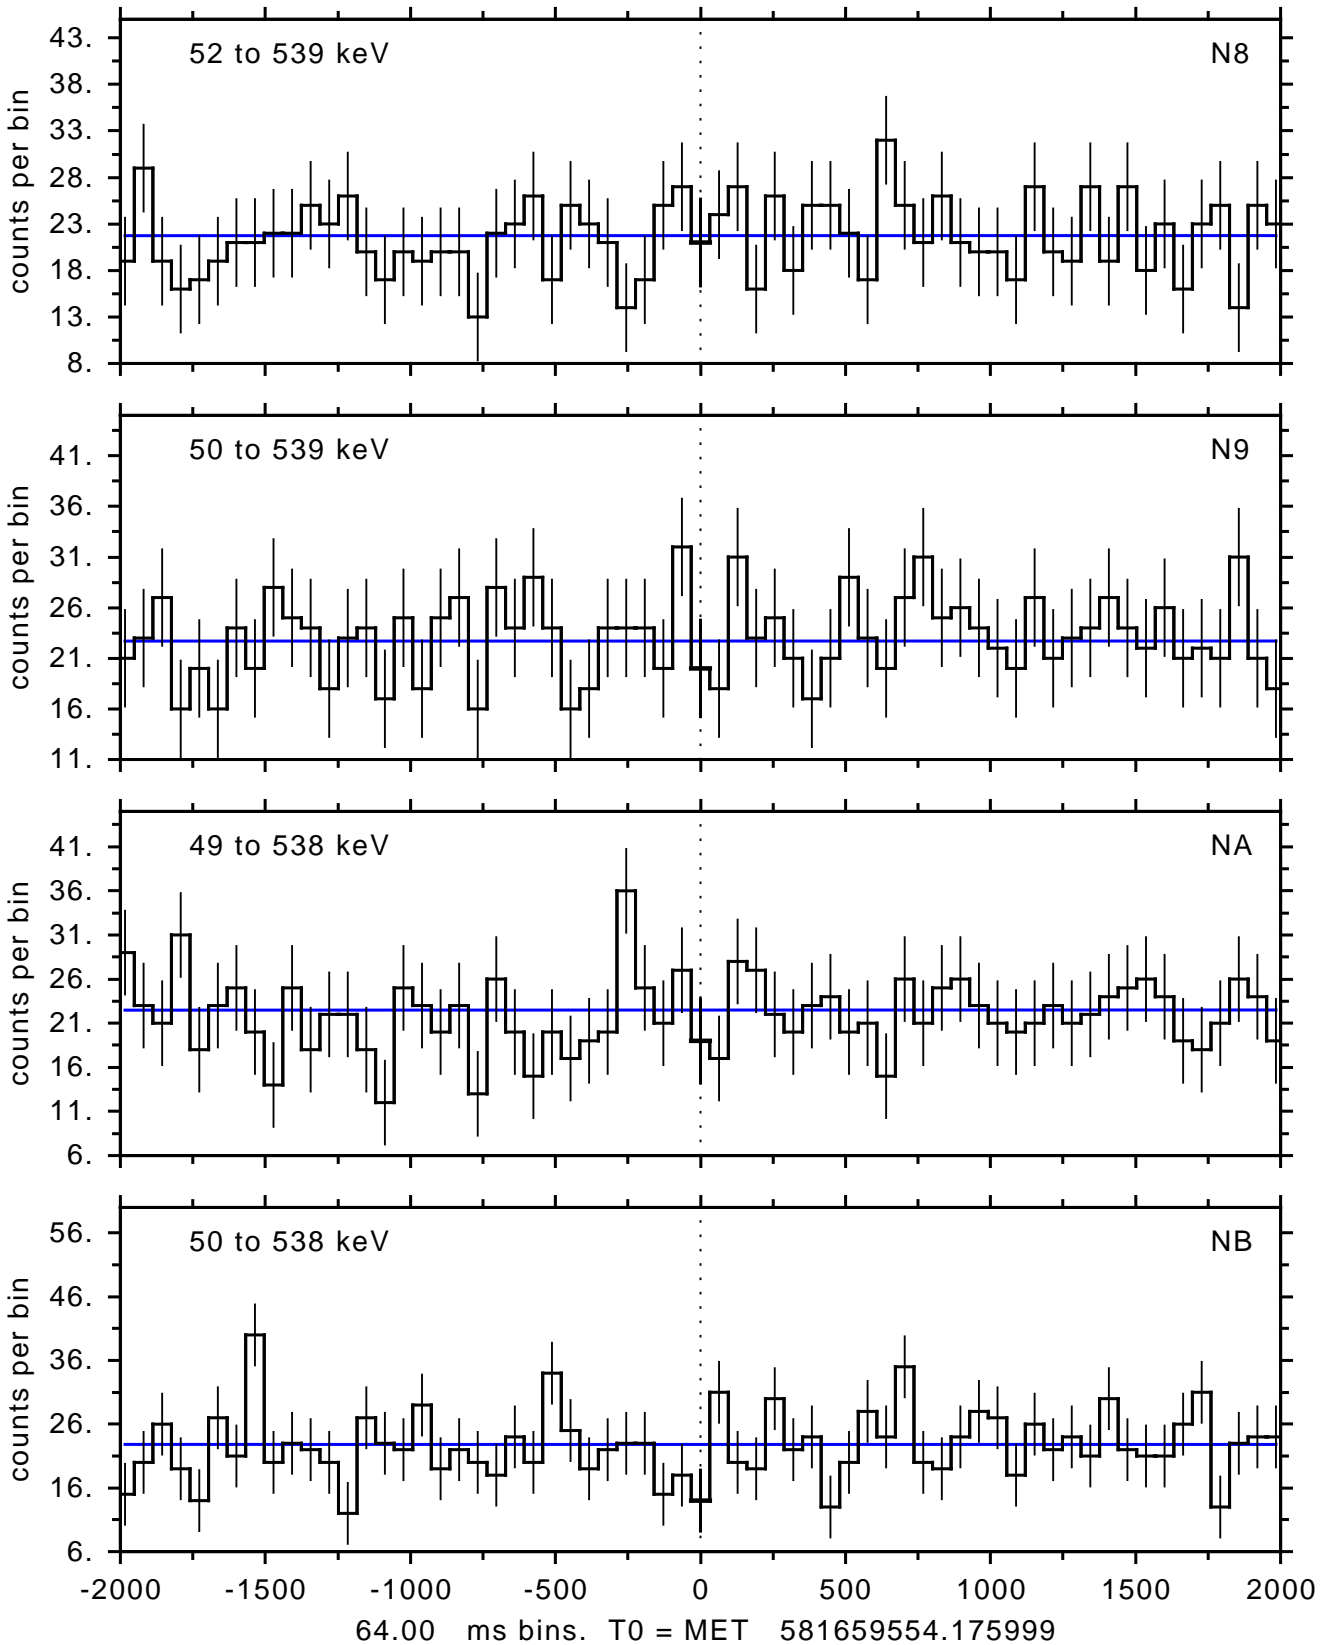 52 to 539 keV N8
43.
38.
33.
28.
23.
18.
13.
8.
counts per bin
50 to 539 keV N9
41.
36.
31.
26.
21.
16.
11.
counts per bin
49 to 538 keV NA
41.
36.
31.
26.
21.
16.
11.
6.
counts per bin
50 to 538 keV NB
56.
46.
36.
26.
16.
6.
counts per bin
-2000 -1500 -1000 -500 0 500 1000 1500 2000
64.00 ms bins. T0 = MET 581659554.175999